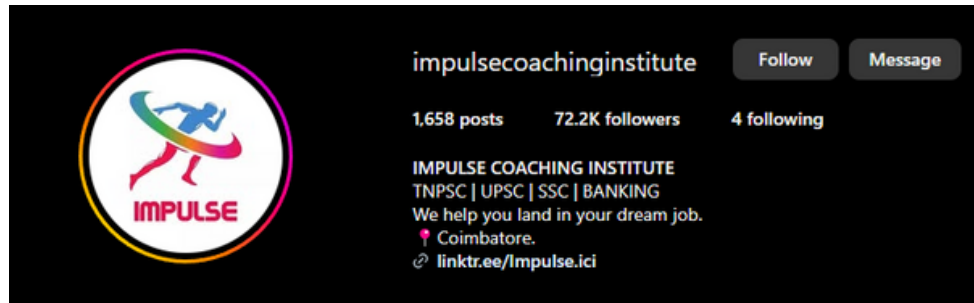 IMPULSE
impulsecoachinginstitute Follow Message
1,658 posts 72.2K followers 4 following
IMPULSE COACHING INSTITUTE
TNPSC | UPSC | SSC | BANKING
We help you land in your dream job.
📍 Coimbatore.
linktr.ee/Impulse.ici